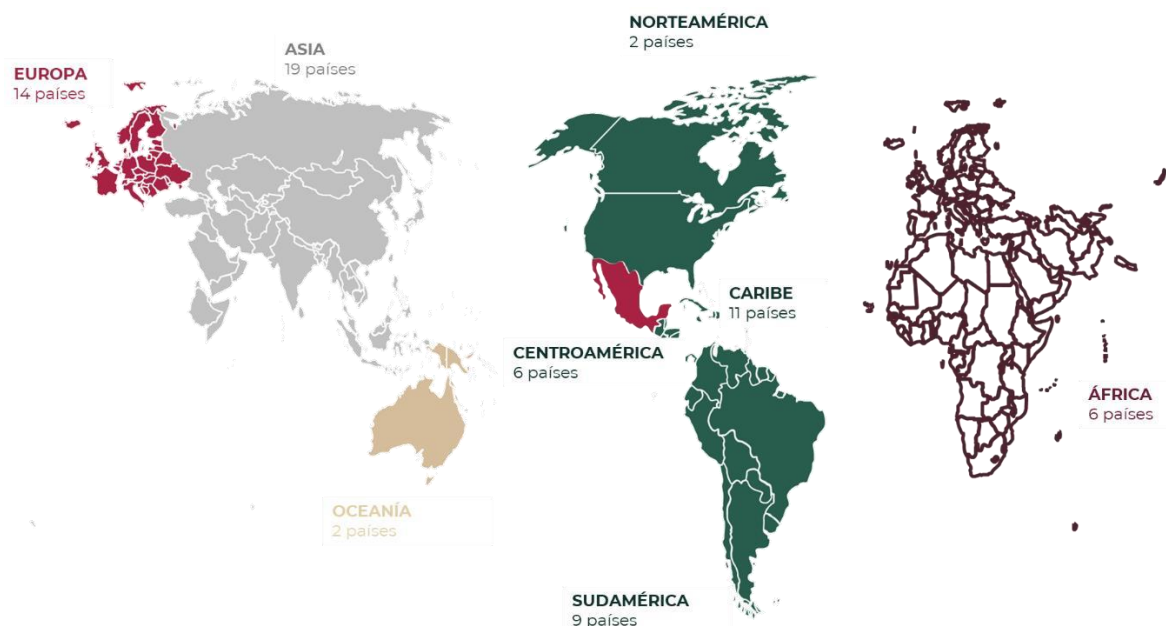 NORTEAMÉRICA
2 países
ASIA
19 países
EUROPA
14 países
CARIBE
11 países
CENTROAMÉRICA
6 países
ÁFRICA
6 países
OCEANÍA
2 países
SUDAMÉRICA
9 países